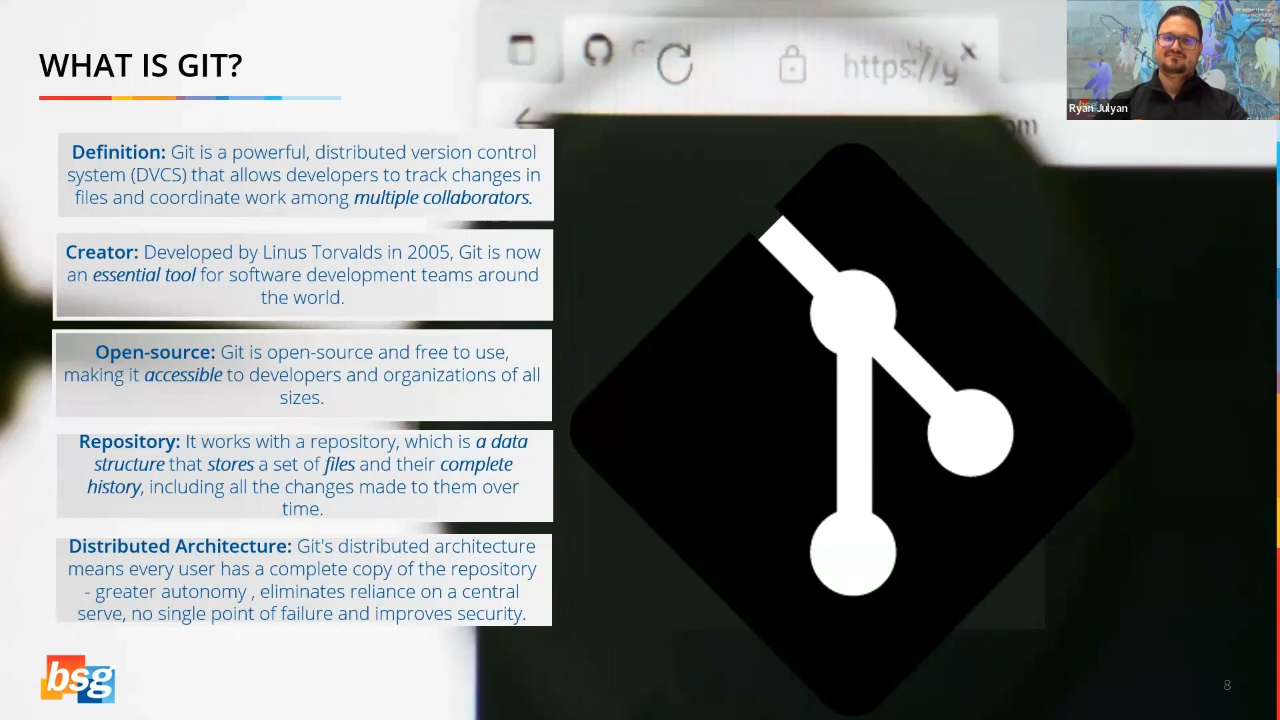 WHAT IS GIT?
https://y
om
Ryan Julyan
Definition: Git is a powerful, distributed version control
system (DVCS) that allows developers to track changes in
files and coordinate work among multiple collaborators.
Creator: Developed by Linus Torvalds in 2005, Git is now
an essential tool for software development teams around
the world.
Open-source: Git is open-source and free to use,
making it accessible to developers and organizations of all
sizes.
Repository: It works with a repository, which is a data
structure that stores a set of files and their complete
history, including all the changes made to them over
time.
Distributed Architecture: Git's distributed architecture
means every user has a complete copy of the repository
- greater autonomy , eliminates reliance on a central
serve, no single point of failure and improves security.
bsg
8